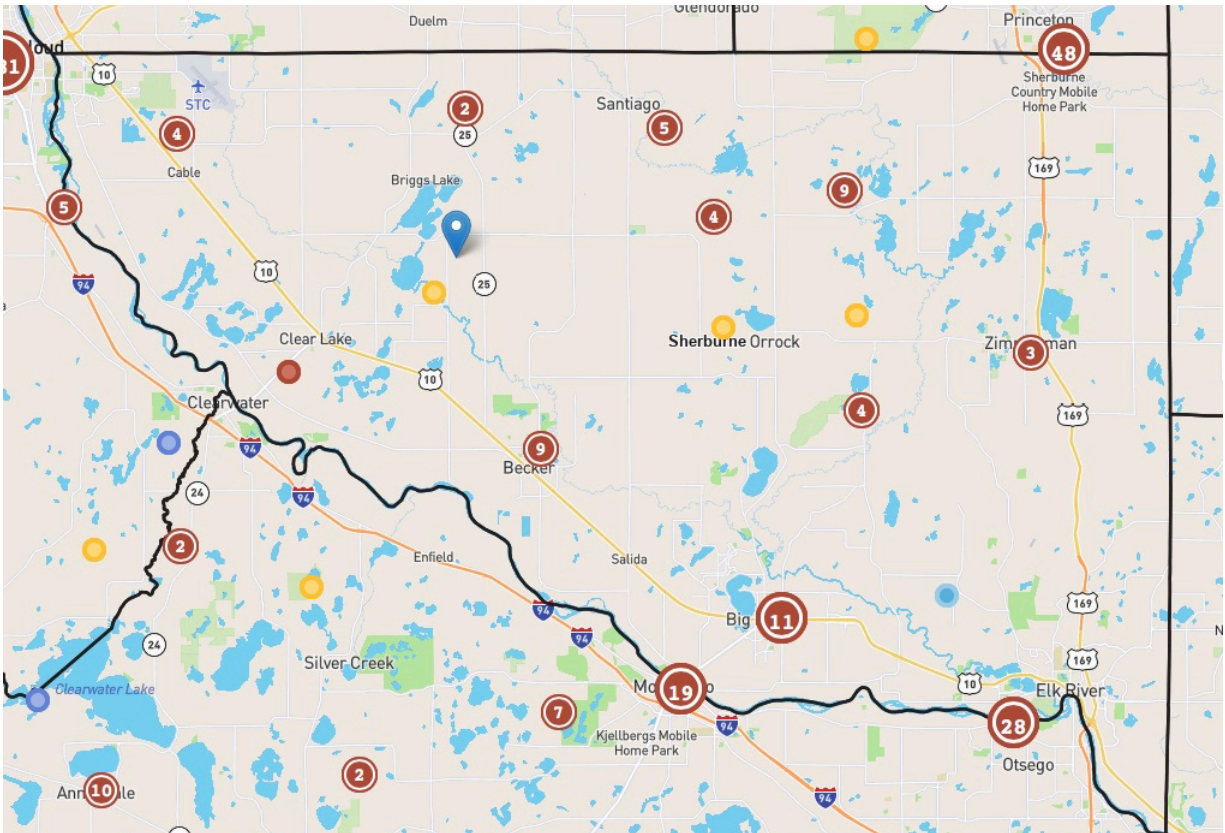 Glendorado
Duelm
Princeton
loud
31
10
48
STC
Sherburne
Country Mobile
Home Park
2
25
Santiago
5
4
Cable
169
Briggs Lake
9
5
4
10
94
25
Clear Lake
Sherburne Orrock
3
10
Clearwater
4
169
94
9
Becker
24
94
2
Enfield
Salida
94
169
11
Big
94
24
Silver Creek
169
Clearwater Lake
10
Elk River
19
7
28
94
Kjellbergs Mobile
Home Park
Otsego
2
10
94
N